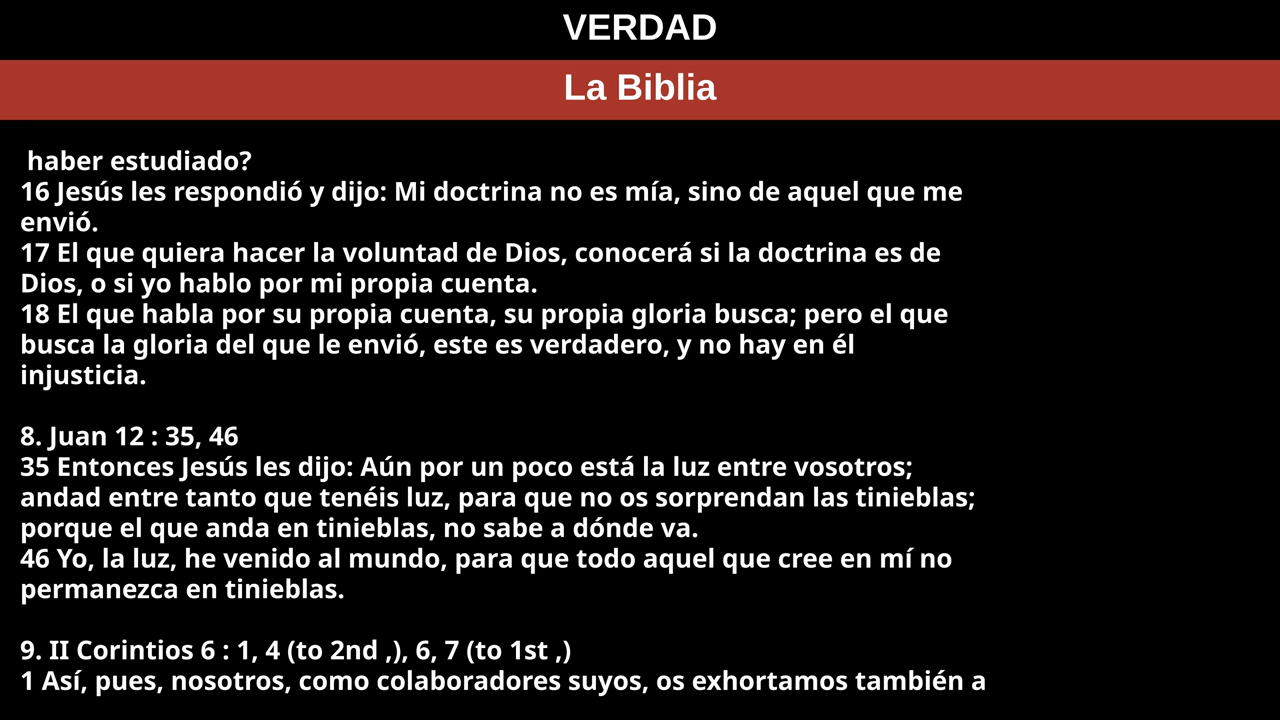 VERDAD
La Biblia
haber estudiado?
16 Jesús les respondió y dijo: Mi doctrina no es mía, sino de aquel que me
envió.
17 El que quiera hacer la voluntad de Dios, conocerá si la doctrina es de
Dios, o si yo hablo por mi propia cuenta.
18 El que habla por su propia cuenta, su propia gloria busca; pero el que
busca la gloria del que le envió, este es verdadero, y no hay en él
injusticia.
8. Juan 12 : 35, 46
35 Entonces Jesús les dijo: Aún por un poco está la luz entre vosotros;
andad entre tanto que tenéis luz, para que no os sorprendan las tinieblas;
porque el que anda en tinieblas, no sabe a dónde va.
46 Yo, la luz, he venido al mundo, para que todo aquel que cree en mí no
permanezca en tinieblas.
9. II Corintios 6 : 1, 4 (to 2nd ,), 6, 7 (to 1st ,)
1 Así, pues, nosotros, como colaboradores suyos, os exhortamos también a